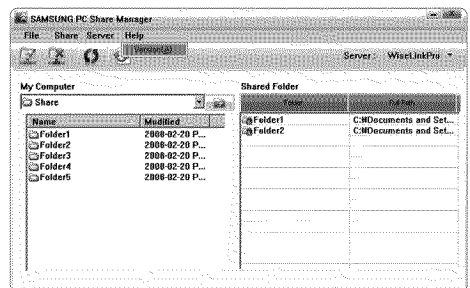 SAMSUNG PC Share Manager
File Share Server Help
Version(A)
Server : WiseLinkPro
My Computer
Shared Folder
Share
Folder Full Path
Name Modified
Folder1 2008-02-20 P...
Folder2 2008-02-20 P...
Folder3 2008-02-20 P...
Folder4 2008-02-20 P...
Folder5 2008-02-20 P...
Folder1 C:\\Documents and Set...
Folder2 C:\\Documents and Set...